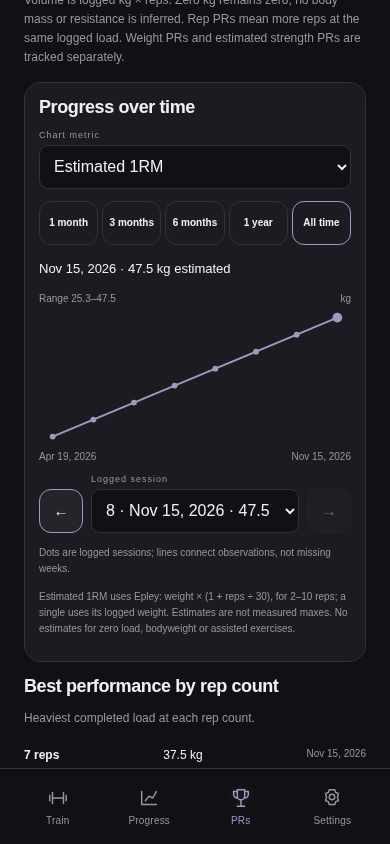 Volume is logged kg × reps. Zero kg remains zero; no body
mass or resistance is inferred. Rep PRs mean more reps at the
same logged load. Weight PRs and estimated strength PRs are
tracked separately.
Progress over time
Chart metric
Estimated 1RM
1 month
3 months
6 months
1 year
All time
Nov 15, 2026 · 47.5 kg estimated
Range 25.3–47.5
kg
Apr 19, 2026
Nov 15, 2026
Logged session
←
8 · Nov 15, 2026 · 47.5
→
Dots are logged sessions; lines connect observations, not missing
weeks.
Estimated 1RM uses Epley: weight × (1 + reps ÷ 30), for 2–10 reps; a
single uses its logged weight. Estimates are not measured maxes. No
estimates for zero load, bodyweight or assisted exercises.
Best performance by rep count
Heaviest completed load at each rep count.
7 reps
37.5 kg
Nov 15, 2026
Train
Progress
PRs
Settings